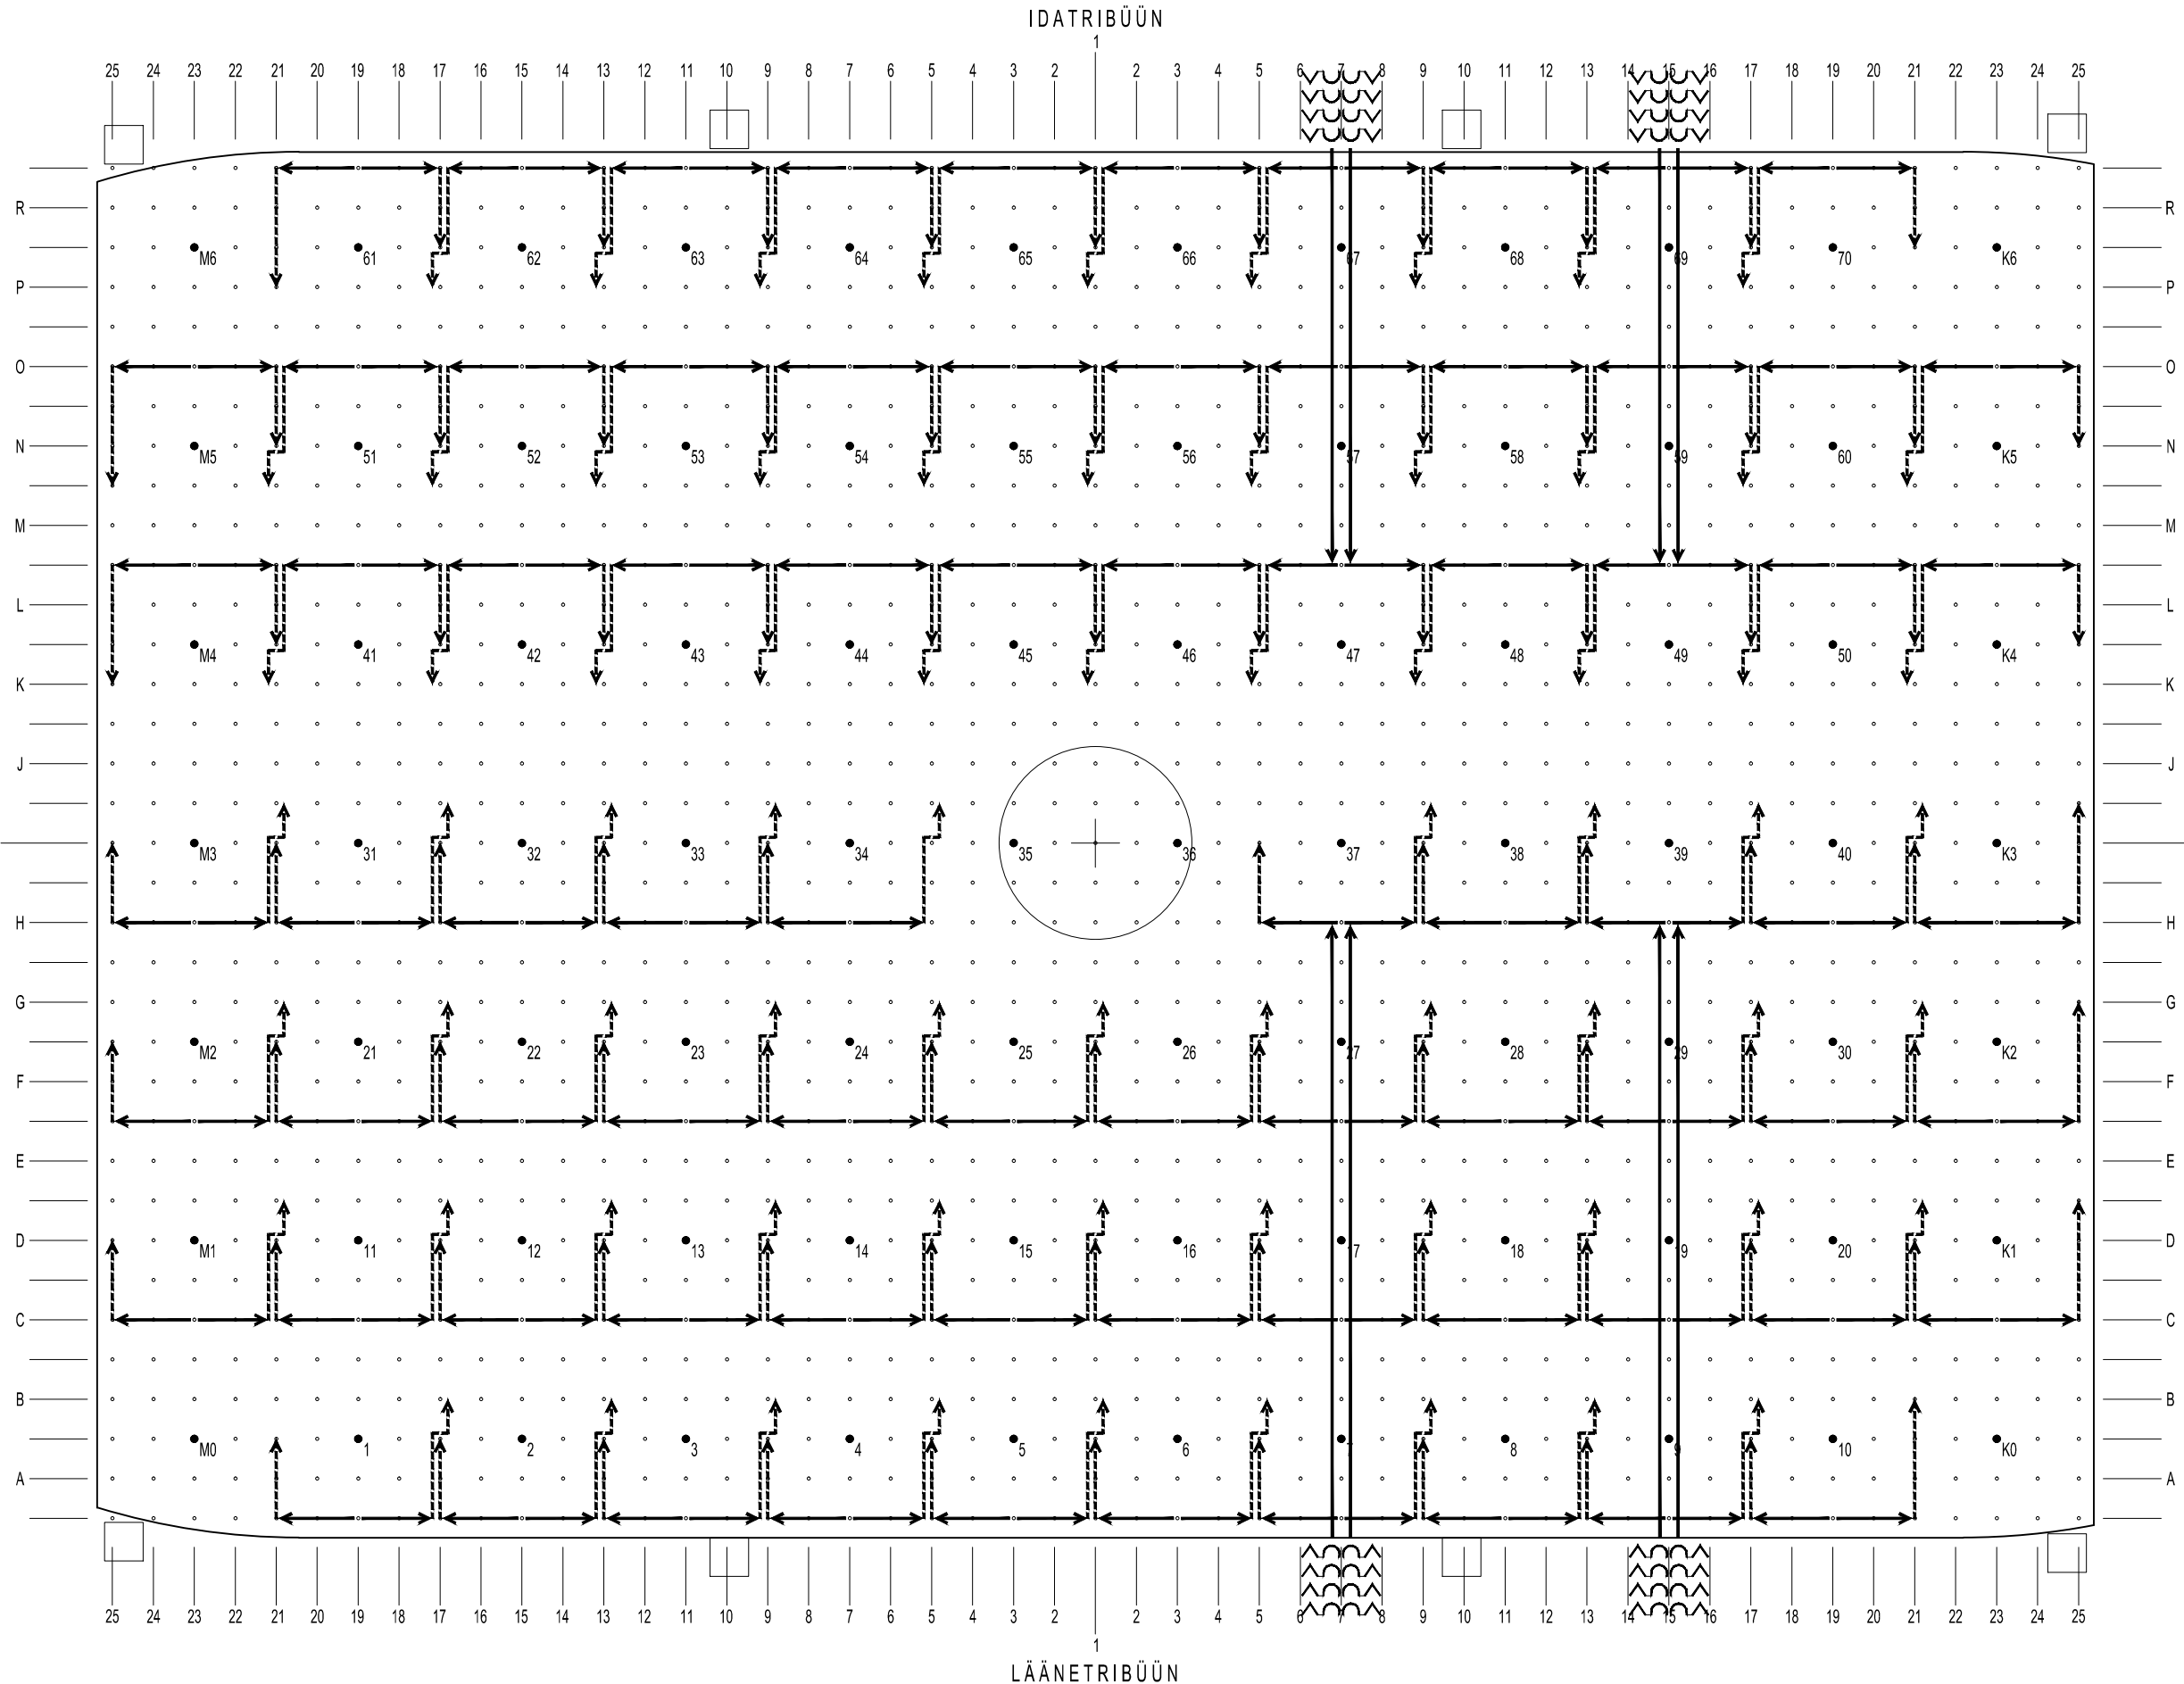 IDATRIBÜÜN
1
25 24 23 22 21 20 19 18 17 16 15 14 13 12 11 10 9 8 7 6 5 4 3 2 2 3 4 5 6 7 8 9 10 11 12 13 14 15 16 17 18 19 20 21 22 23 24 25
R R
M6 61 62 63 64 65 66 67 68 69 70 K6
P P
O O
N N
M5 51 52 53 54 55 56 57 58 59 60 K5
M M
L L
M4 41 42 43 44 45 46 47 48 49 50 K4
K K
J J
M3 31 32 33 34 35 36 37 38 39 40 K3
H H
G G
M2 21 22 23 24 25 26 27 28 29 30 K2
F F
E E
D D
M1 11 12 13 14 15 16 17 18 19 20 K1
C C
B B
M0 1 2 3 4 5 6 7 8 9 10 K0
A A
25 24 23 22 21 20 19 18 17 16 15 14 13 12 11 10 9 8 7 6 5 4 3 2 2 3 4 5 6 7 8 9 10 11 12 13 14 15 16 17 18 19 20 21 22 23 24 25
1
LÄÄNETRIBÜÜN